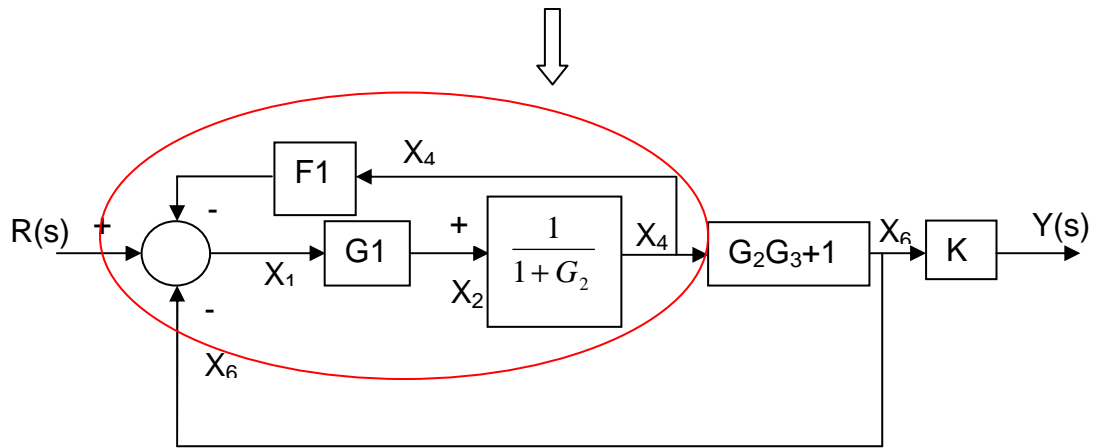 F1
X₄
R(s) + - G1 + X₄ X₆ Y(s)
X₁ X₂ 1 / (1 + G₂) G₂G₃+1 K
-
X₆